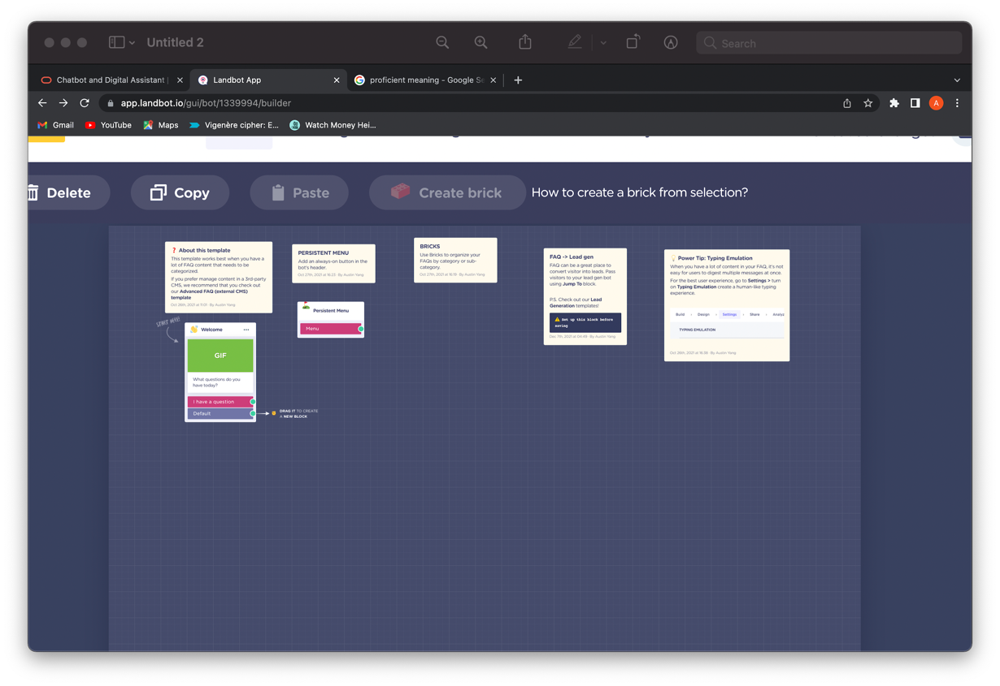 Untitled 2
Search
Chatbot and Digital Assistant |
Landbot App
proficient meaning - Google Se
app.landbot.io/gui/bot/1339994/builder
A
Gmail
YouTube
Maps
Vigenère cipher: E...
Watch Money Hei...
Delete
Copy
Paste
Create brick
How to create a brick from selection?
❓ About this template
This template works best when you have a
lot of FAQ content that needs to be
categorized.
If you prefer manage content in a 3rd-party
CMS, we recommend that you check out
our Advanced FAQ (external CMS)
template
Oct 26th, 2021 at 11:01 · By Austin Yang
PERSISTENT MENU
Add an always-on button in the
bot's header.
Oct 27th, 2021 at 16:23 · By Austin Yang
BRICKS
Use Bricks to organize your
FAQs by category or sub-
category.
Oct 27th, 2021 at 16:19 · By Austin Yang
FAQ -> Lead gen
FAQ can be a great place to
convert visitor into leads. Pass
visitors to your lead gen bot
using Jump To block.
P.S. Check out our Lead
Generation templates!
⚠️ Set up this block before
saving
Dec 7th, 2021 at 04:49 · By Austin Yang
💡 Power Tip: Typing Emulation
When you have a lot of content in your FAQ, it's not
easy for users to digest multiple messages at once.
For the best user experience, go to Settings > turn
on Typing Emulation create a human-like typing
experience.
Build
Design
Settings
Share
Analyz
TYPING EMULATION
Oct 26th, 2021 at 16:38 · By Austin Yang
Persistent Menu
Menu
START HERE!
Welcome
GIF
What questions do you
have today?
I have a question
Default
DRAG IT TO CREATE
A NEW BLOCK